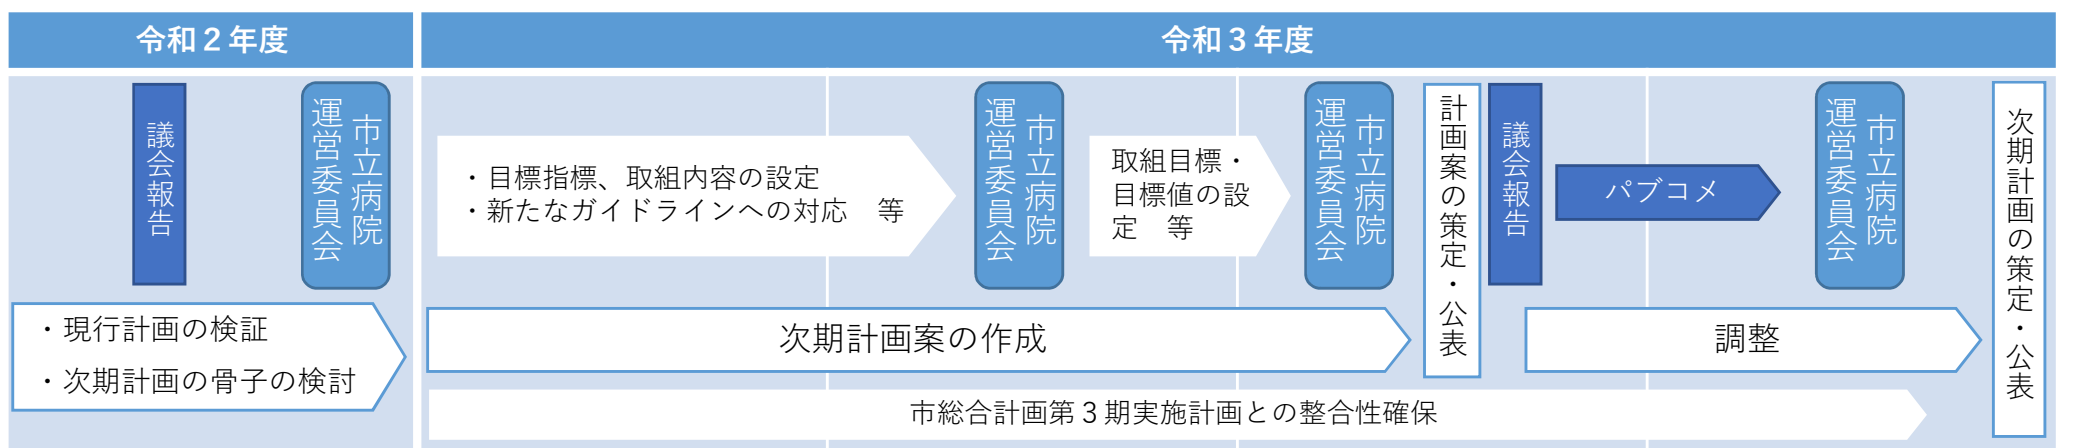 令和２年度
議会報告
市立病院
運営委員会
・現行計画の検証
・次期計画の骨子の検討
令和３年度
・目標指標、取組内容の設定
・新たなガイドラインへの対応　等
市立病院
運営委員会
取組目標・
目標値の設
定　等
市立病院
運営委員会
計画案の策定・公表
議会報告
パブコメ
市立病院
運営委員会
次期計画の策定・公表
次期計画案の作成
調整
市総合計画第３期実施計画との整合性確保